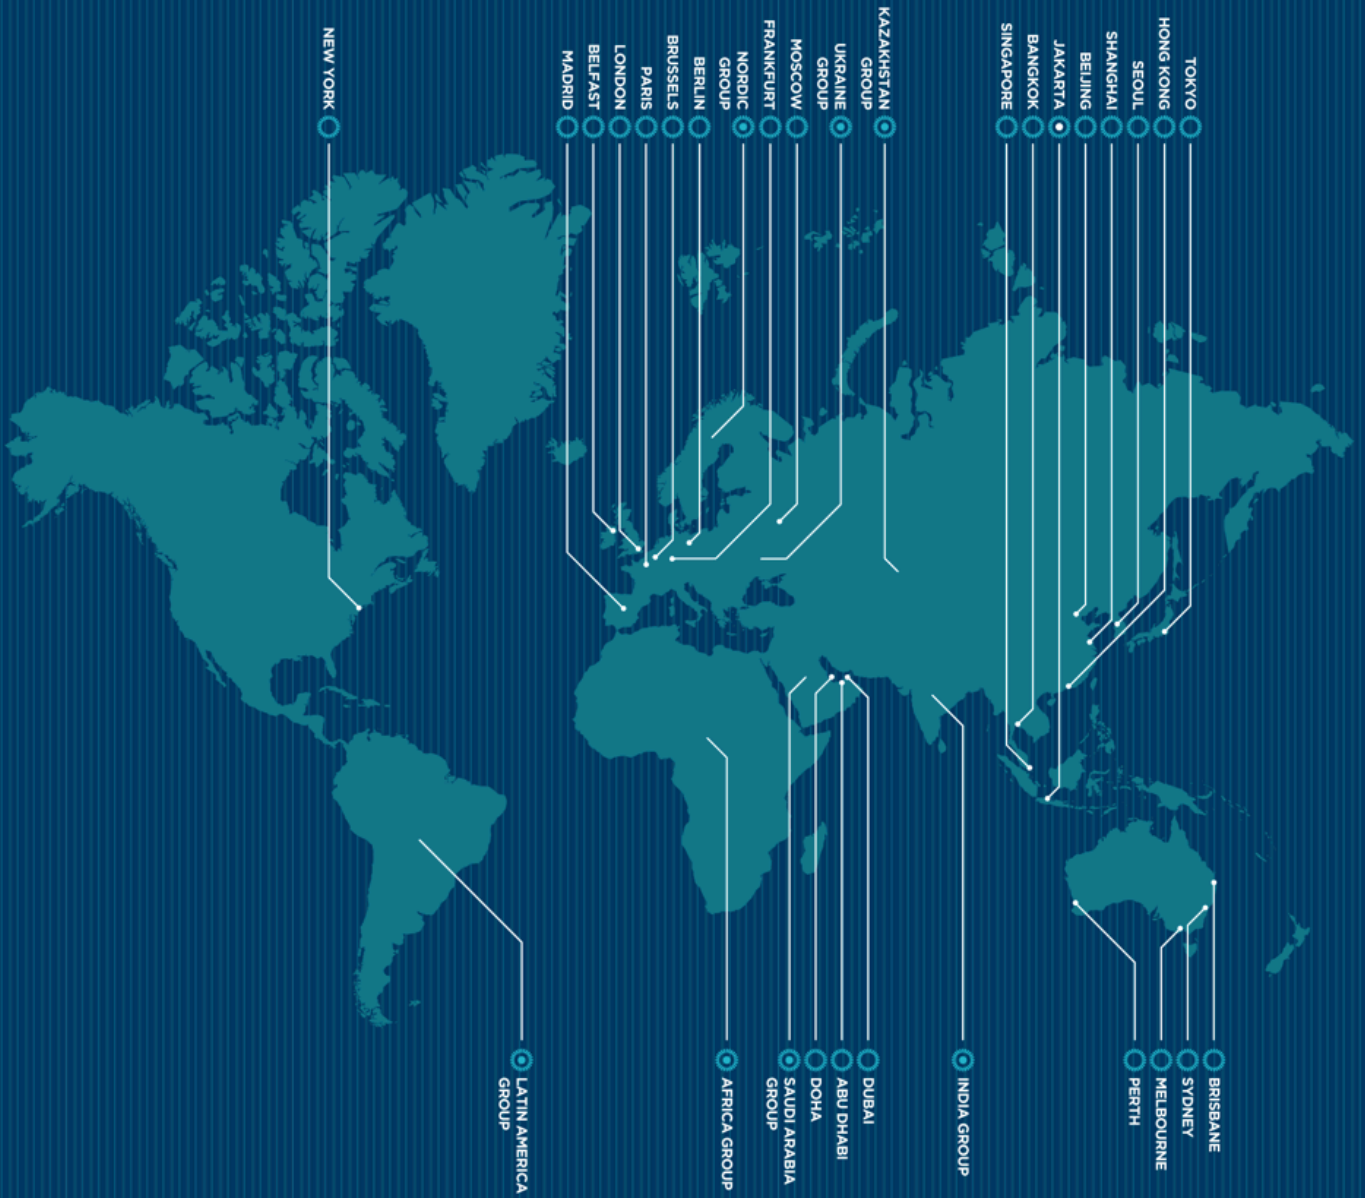 NEW YORK
MADRID
BELFAST
LONDON
PARIS
BRUSSELS
BERLIN
NORDIC
GROUP
FRANKFURT
MOSCOW
UKRAINE
GROUP
KAZAKHSTAN
GROUP
SINGAPORE
BANGKOK
JAKARTA
BEIJING
SHANGHAI
SEOUL
HONG KONG
TOKYO
LATIN AMERICA
GROUP
AFRICA GROUP
SAUDI ARABIA
GROUP
DOHA
ABU DHABI
DUBAI
INDIA GROUP
PERTH
MELBOURNE
SYDNEY
BRISBANE